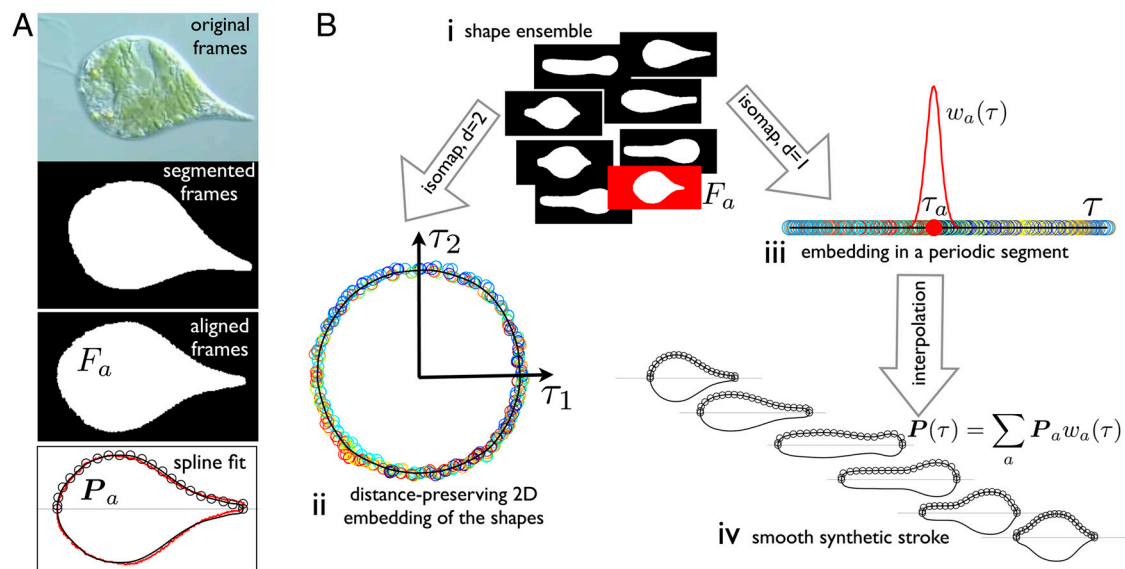 A
original
frames
segmented
frames
aligned
frames
F_a
spline fit
P_a
B
i shape ensemble
isomap, d=2
isomap, d=1
F_a
w_a(τ)
τ_a
τ
iii embedding in a periodic segment
τ_2
τ_1
ii distance-preserving 2D
embedding of the shapes
interpolation
P(τ) = ∑_a P_a w_a(τ)
iv smooth synthetic stroke